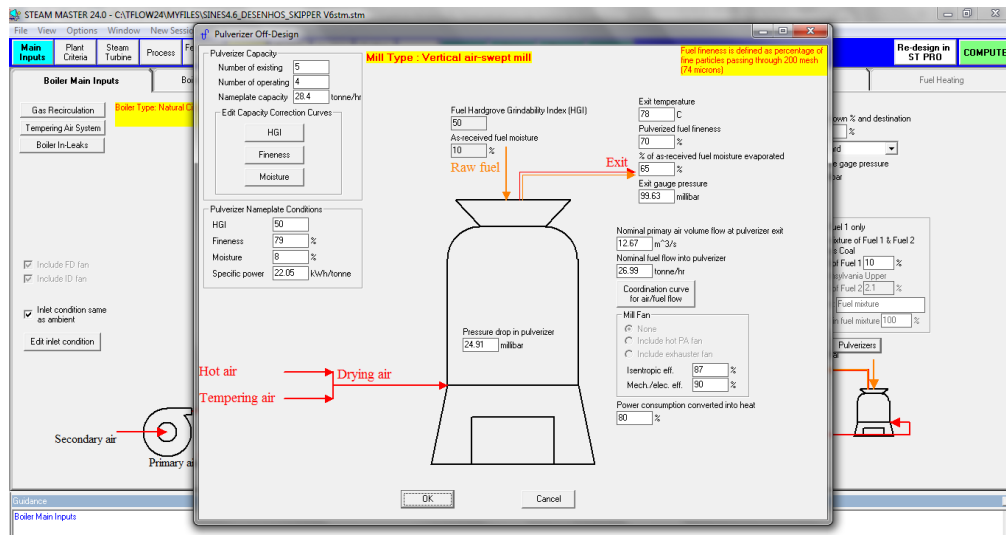 STEAM MASTER 24.0 - C:\TFLOW24\MYFILES\SINES4.6_DESENHOS_SKIPPER V6stm.stm
File View Options Window New Sessi
Main Inputs
Plant Criteria
Steam Turbine
Process
Fe
Re-design in ST PRO
COMPUTE
Boiler Main Inputs
Bo
Fuel Heating
Gas Recirculation
Tempering Air System
Boiler In-Leaks
Boiler Type: Natural C
Include FD fan
Include ID fan
Inlet condition same as ambient
Edit inlet condition
Secondary air
Primary ai
Pulverizer Off-Design
Pulverizer Capacity
Number of existing 5
Number of operating 4
Nameplate capacity 28.4 tonne/hr
Edit Capacity Correction Curves
HGI
Fineness
Moisture
Pulverizer Nameplate Conditions
HGI 50
Fineness 79 %
Moisture 8 %
Specific power 22.05 kWh/tonne
Mill Type : Vertical air-swept mill
Fuel fineness is defined as percentage of
fine particles passing through 200 mesh
(74 microns)
Fuel Hardgrove Grindability Index (HGI)
50
As-received fuel moisture
10 %
Raw fuel
Exit
Exit temperature
78 C
Pulverized fuel fineness
70 %
% of as-received fuel moisture evaporated
65 %
Exit gauge pressure
99.63 millibar
Nominal primary air volume flow at pulverizer exit
12.67 m^3/s
Nominal fuel flow into pulverizer
26.99 tonne/hr
Coordination curve
for air/fuel flow
Mill Fan
None
Include hot PA fan
Include exhauster fan
Isentropic eff. 87 %
Mech./elec. eff. 90 %
Power consumption converted into heat
80 %
Pressure drop in pulverizer
24.91 millibar
Hot air
Drying air
Tempering air
OK
Cancel
own % and destination
%
rd
e gage pressure
bar
uel 1 only
ixture of Fuel 1 & Fuel 2
Coal
of Fuel 1 10 %
sylvania Upper
of Fuel 2 2.1 %
Fuel mixture
n fuel mixture 100 %
Pulverizers
Guidance
Boiler Main Inputs